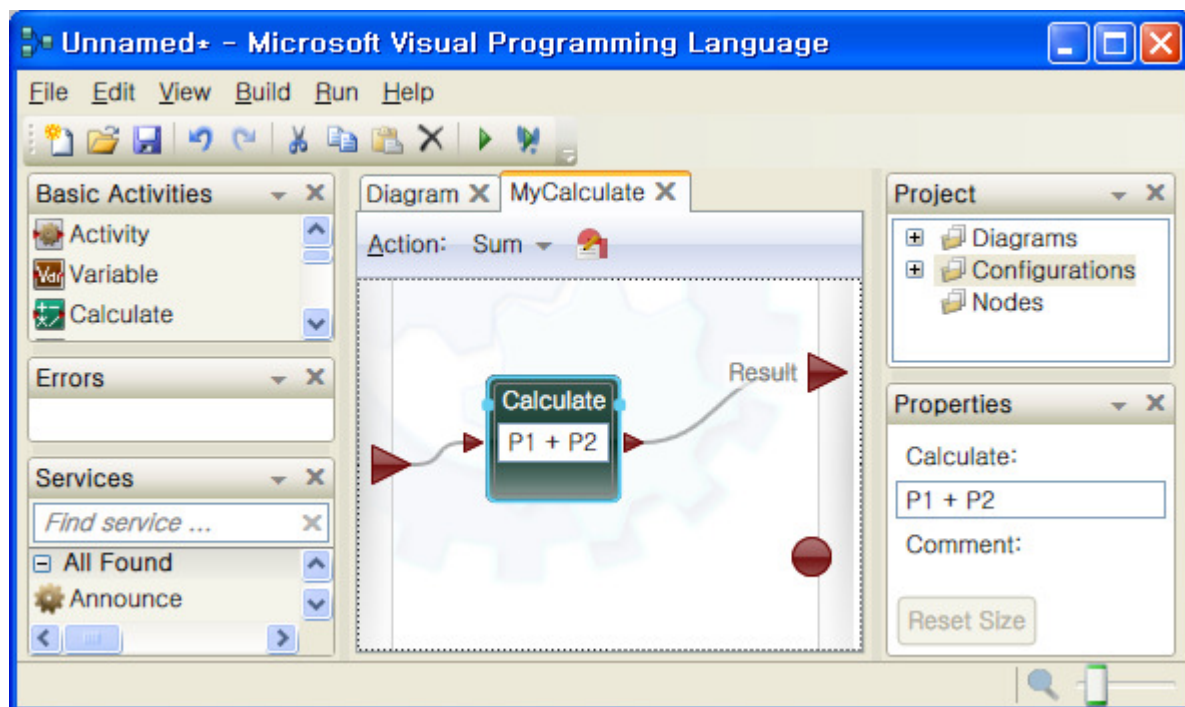 Unnamed* - Microsoft Visual Programming Language
File Edit View Build Run Help
Basic Activities
Activity
Var Variable
Calculate
Errors
Services
Find service ...
All Found
Announce
Diagram MyCalculate
Action: Sum
Calculate
P1 + P2
Result
Project
Diagrams
Configurations
Nodes
Properties
Calculate:
P1 + P2
Comment:
Reset Size